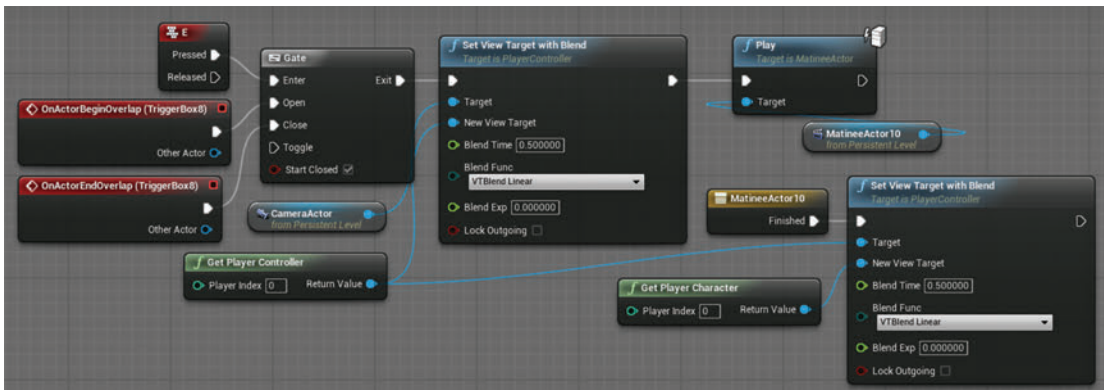 E
Pressed
Released
OnActorBeginOverlap (TriggerBox8)
Other Actor
OnActorEndOverlap (TriggerBox8)
Other Actor
Gate
Enter
Exit
Open
Close
Toggle
Start Closed
CameraActor
from Persistent Level
Get Player Controller
Player Index 0
Return Value
Set View Target with Blend
Target is PlayerController
Target
New View Target
Blend Time 0.500000
Blend Func
VTBlend Linear
Blend Exp 0.000000
Lock Outgoing
Play
Target is MatineeActor
Target
MatineeActor10
from Persistent Level
MatineeActor10
Finished
Get Player Character
Player Index 0
Return Value
Set View Target with Blend
Target is PlayerController
Target
New View Target
Blend Time 0.500000
Blend Func
VTBlend Linear
Blend Exp 0.000000
Lock Outgoing